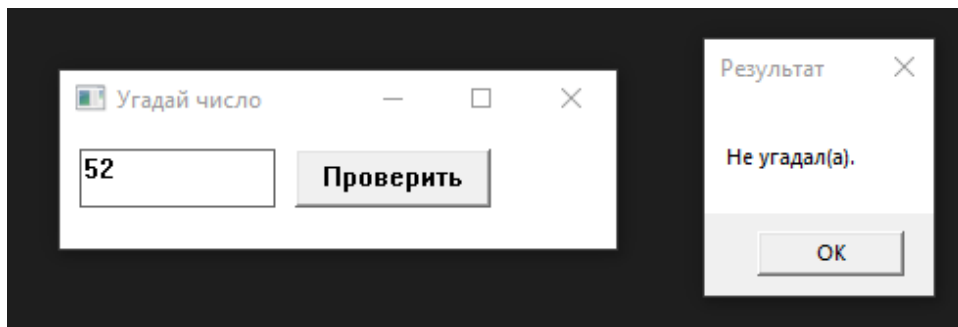 Угадай число
52
Проверить
Результат
Не угадал(а).
OK